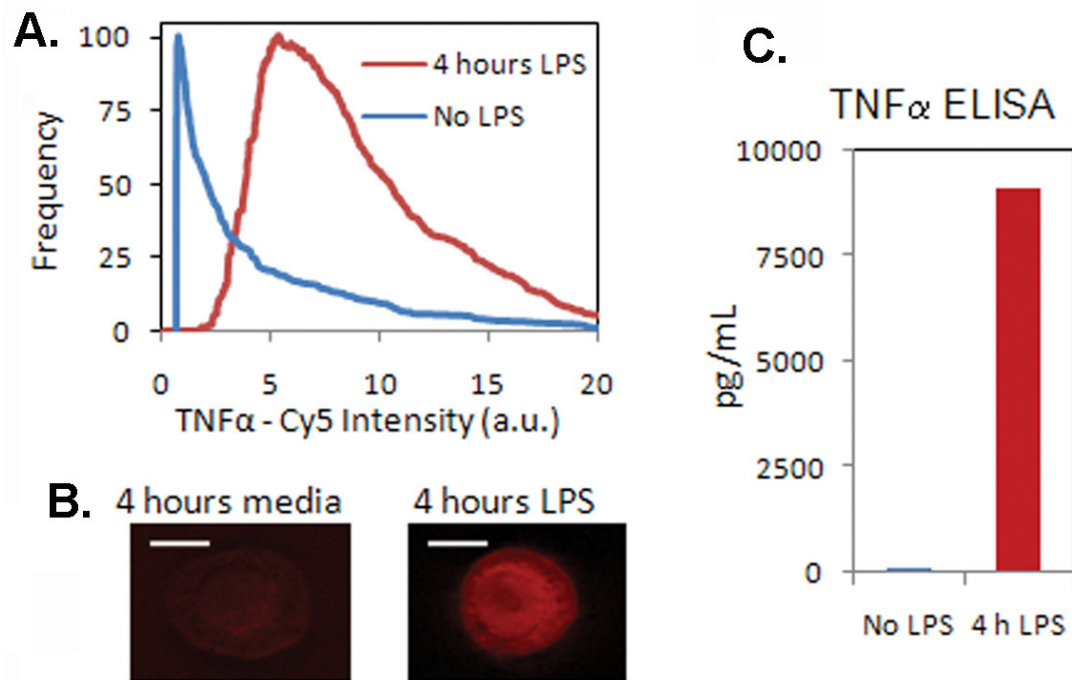 A.
100
75
50
25
0
Frequency
4 hours LPS
No LPS
0 5 10 15 20
TNFα - Cy5 Intensity (a.u.)
B.
4 hours media
4 hours LPS
C.
TNFα ELISA
10000
7500
5000
2500
0
pg/mL
No LPS 4 h LPS